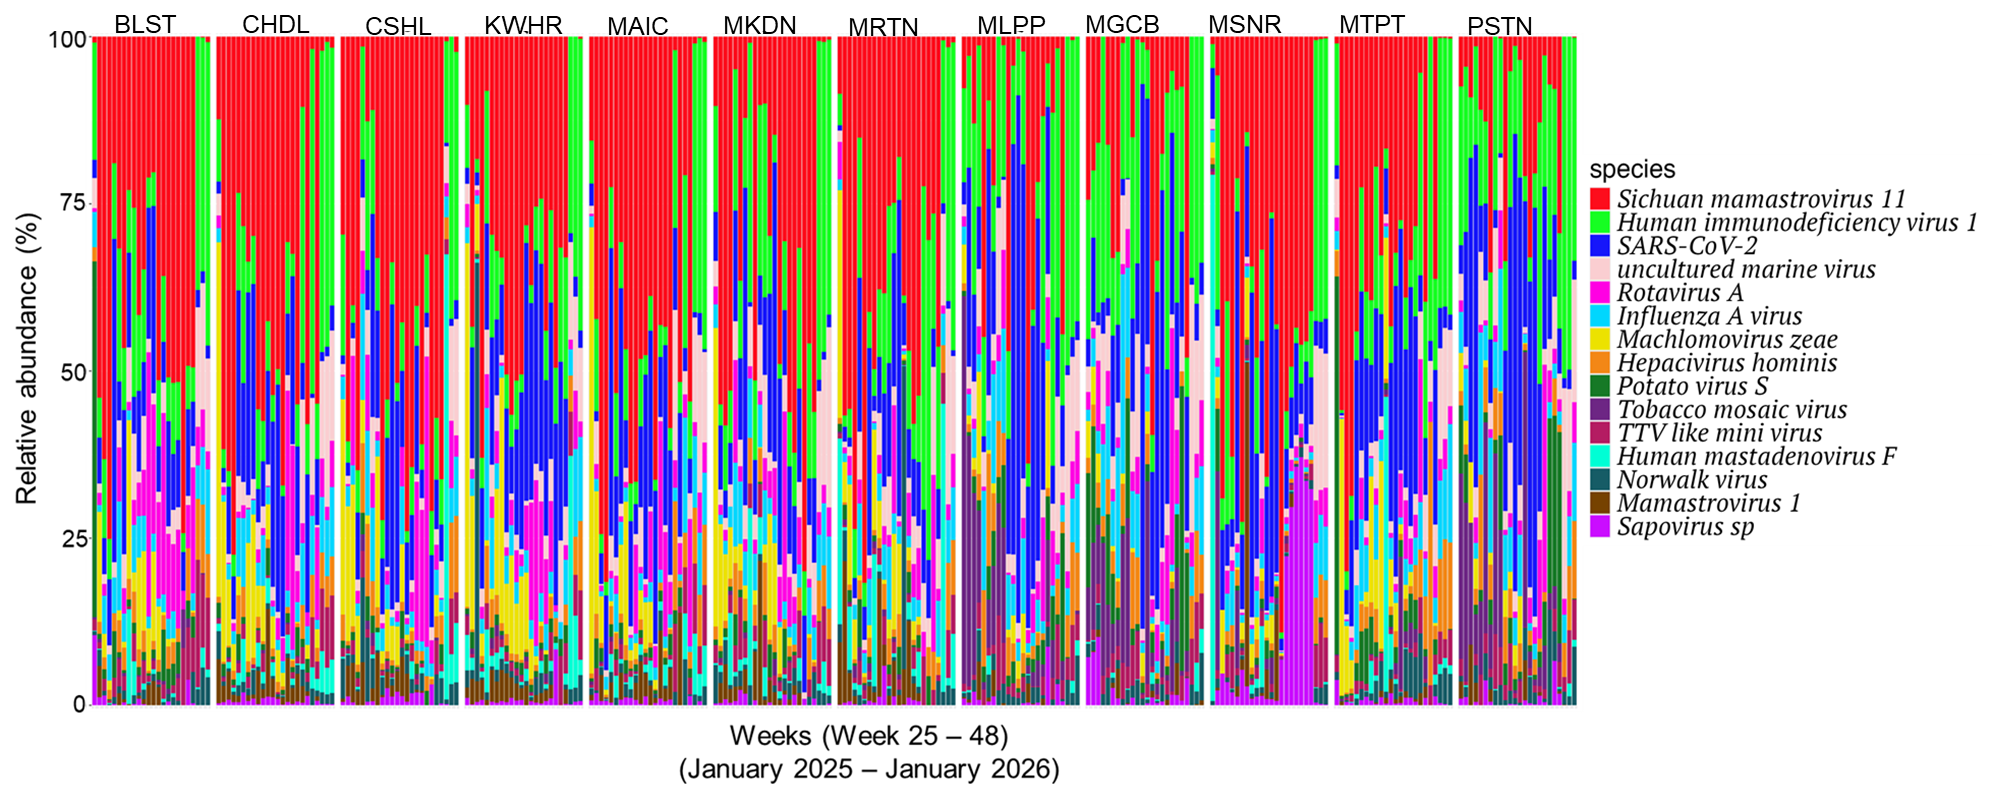 BLST CHDL CSHL KWHR MAIC MKDN MRTN MLPP MGCB MSNR MTPT PSTN
100
75
50
25
0
Relative abundance (%)
Weeks (Week 25 – 48)
(January 2025 – January 2026)
species
Sichuan mamastrovirus 11
Human immunodeficiency virus 1
SARS-CoV-2
uncultured marine virus
Rotavirus A
Influenza A virus
Machlomovirus zeae
Hepacivirus hominis
Potato virus S
Tobacco mosaic virus
TTV like mini virus
Human mastadenovirus F
Norwalk virus
Mamastrovirus 1
Sapovirus sp